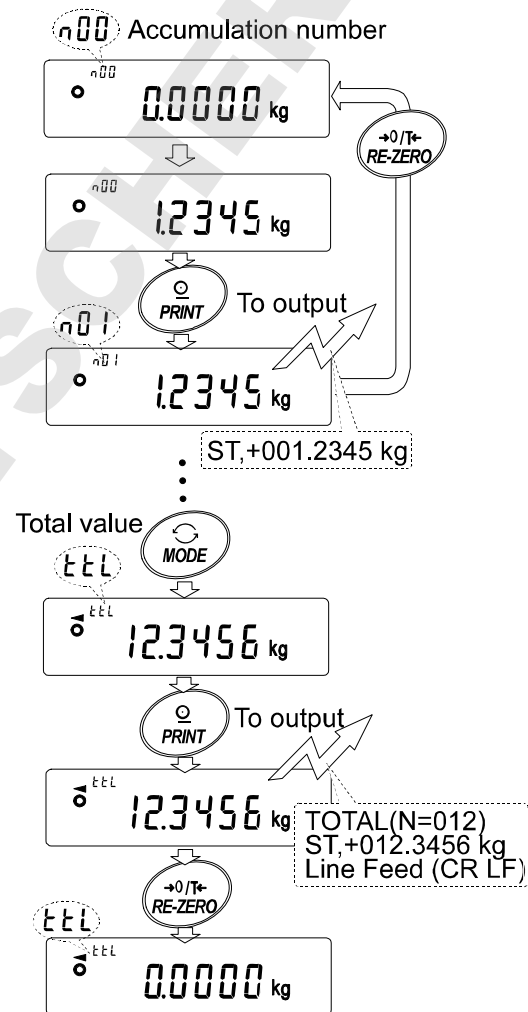 n00 Accumulation number
n00
0.0000 kg
→0/T←
RE-ZERO
n00
1.2345 kg
PRINT
To output
n01
n01
1.2345 kg
ST,+001.2345 kg
Total value
MODE
ttL
ttL
12.3456 kg
PRINT
To output
ttL
12.3456 kg
TOTAL(N=012)
ST,+012.3456 kg
Line Feed (CR LF)
→0/T←
RE-ZERO
ttL
ttL
0.0000 kg